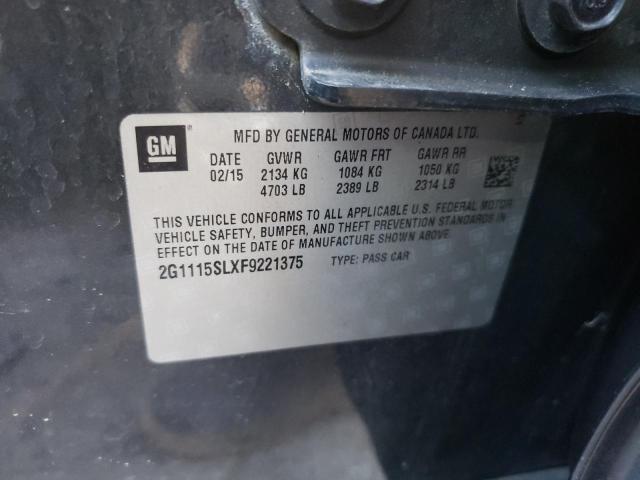 GM
MFD BY GENERAL MOTORS OF CANADA LTD.
DATE GVWR GAWR FRT GAWR RR
02/15 2134 KG 1084 KG 1050 KG
4703 LB 2389 LB 2314 LB
THIS VEHICLE CONFORMS TO ALL APPLICABLE U.S. FEDERAL MOTOR
VEHICLE SAFETY, BUMPER, AND THEFT PREVENTION STANDARDS IN
EFFECT ON THE DATE OF MANUFACTURE SHOWN ABOVE.
2G1115SLXF9221375 TYPE: PASS CAR